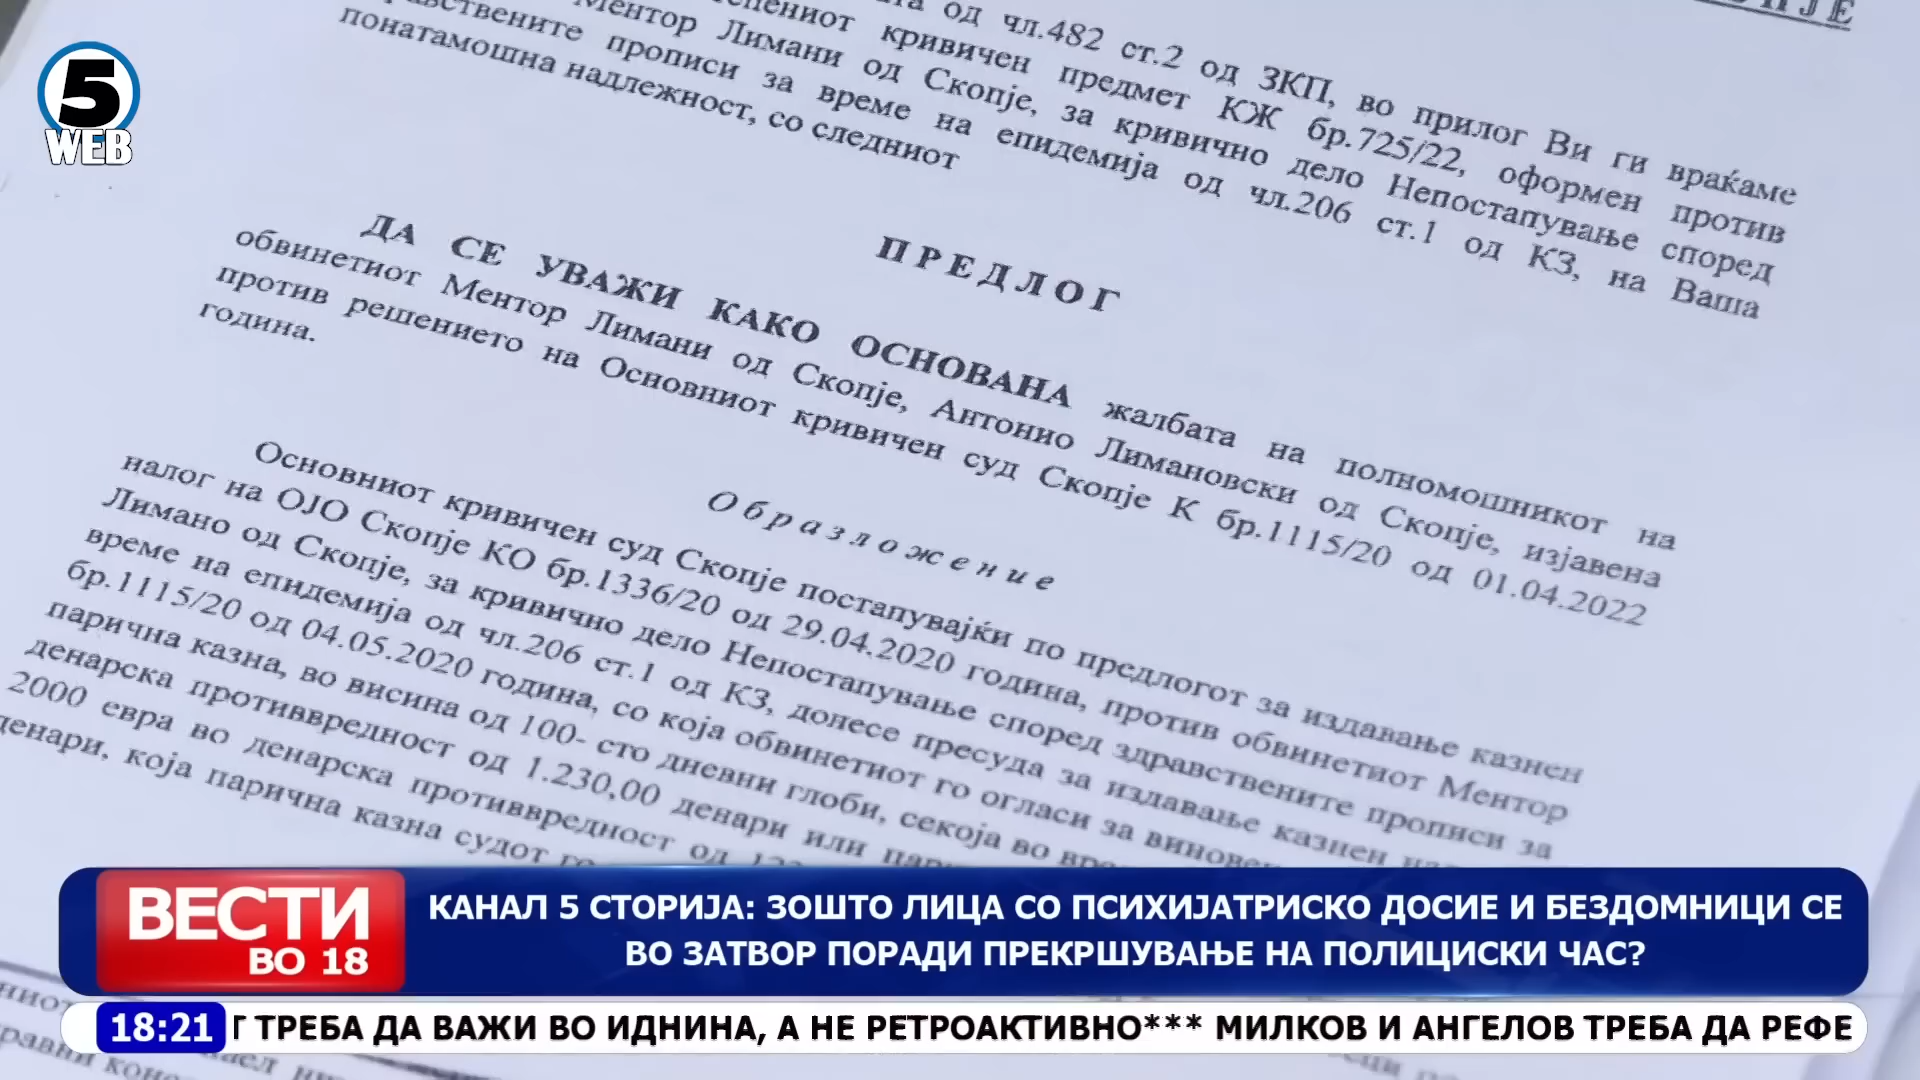 5
WEB
од чл.482 ст.2 од ЗКП, во прилог Ви ги враќаме
кривичен предмет КЖ бр.725/22, оформен против
Ментор Лимани од Скопје, за кривично дело Непостапување според
прописи за време на епидемија од чл.206 ст.1 од КЗ, на Ваша
понатамошна надлежност, со следниот
ПРЕДЛОГ
ДА СЕ УВАЖИ КАКО ОСНОВАНА жалбата на полномошникот на
обвинетиот Ментор Лимани од Скопје, Антонио Лимановски од Скопје, изјавена
против решението на Основниот кривичен суд Скопје К бр.1115/20 од 01.04.2022
година.
Образложение
Основниот кривичен суд Скопје постапувајќи по предлогот за издавање казнен
налог на ОЈО Скопје КО бр.1336/20 од 29.04.2020 година, против обвинетиот Ментор
Лимано од Скопје, за кривично дело Непостапување според здравствените прописи за
време на епидемија од чл.206 ст.1 од КЗ, донесе пресуда за издавање казнен
бр.1115/20 од 04.05.2020 година, со која обвинетиот го огласи за виновен
парична казна, во висина од 100- сто дневни глоби, секоја во
денарска противвредност од 1.230,00 денари или
2000 евра во денарска противвредност од
денари, која парична казна судот
ВЕСТИ
ВО 18
КАНАЛ 5 СТОРИЈА: ЗОШТО ЛИЦА СО ПСИХИЈАТРИСКО ДОСИЕ И БЕЗДОМНИЦИ СЕ
ВО ЗАТВОР ПОРАДИ ПРЕКРШУВАЊЕ НА ПОЛИЦИСКИ ЧАС?
18:21 Г ТРЕБА ДА ВАЖИ ВО ИДНИНА, А НЕ РЕТРОАКТИВНО*** МИЛКОВ И АНГЕЛОВ ТРЕБА ДА РЕФЕ